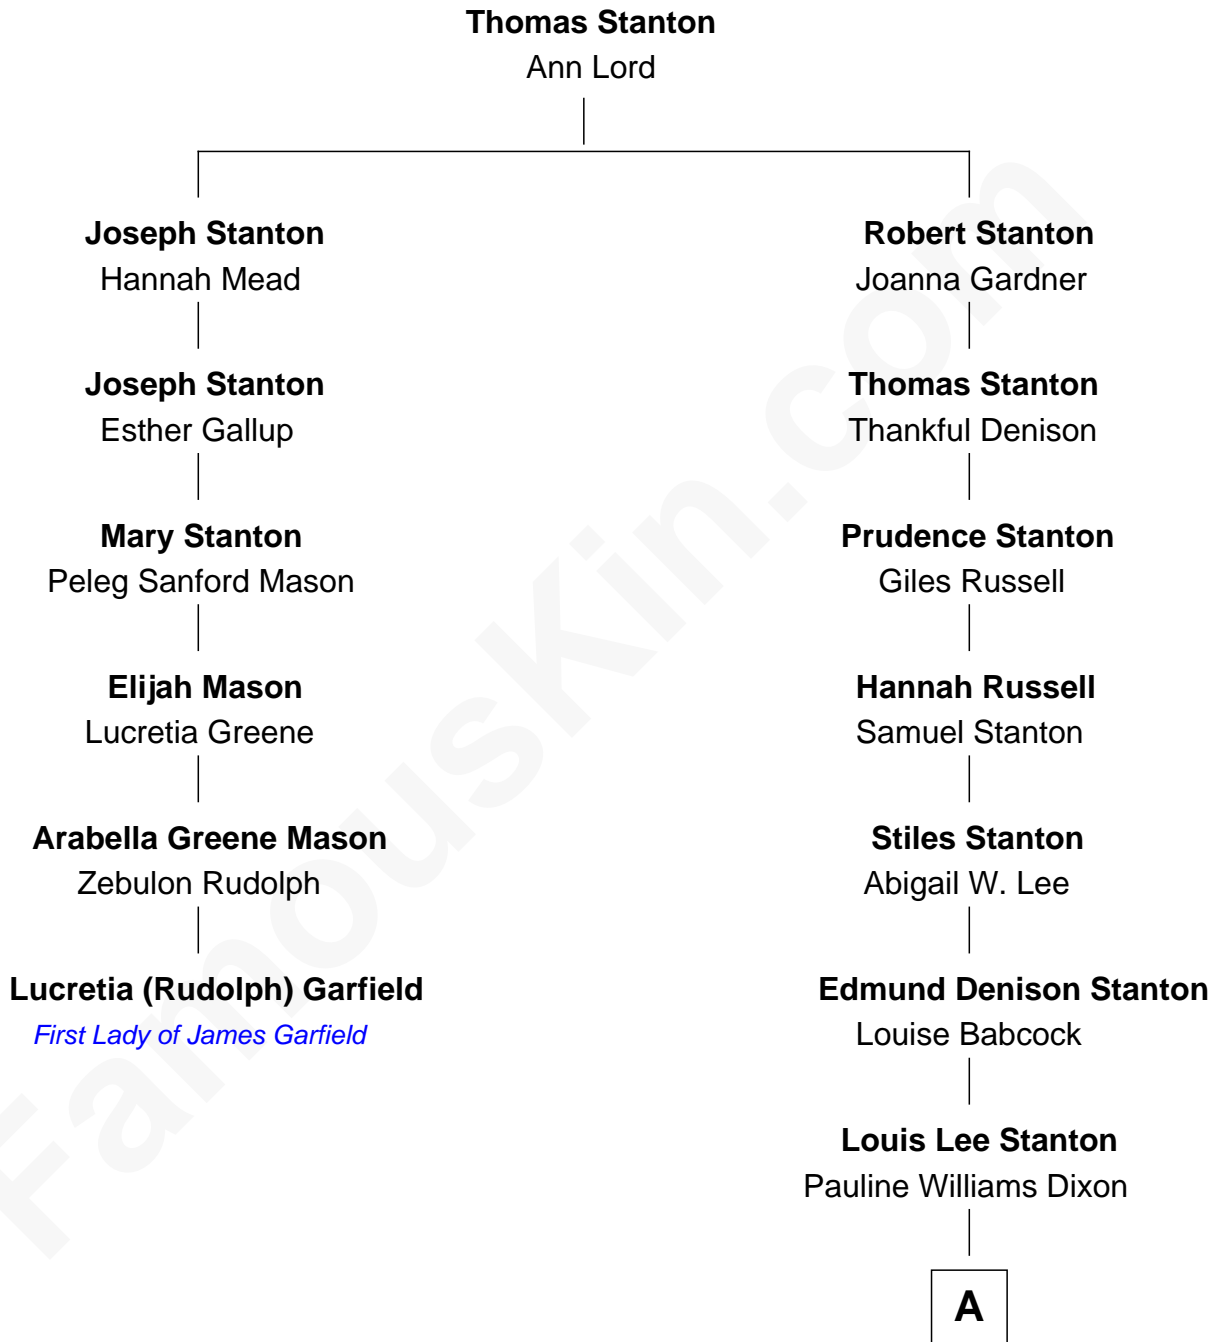 Thomas Stanton
Ann Lord
Joseph Stanton
Hannah Mead
Joseph Stanton
Esther Gallup
Mary Stanton
Peleg Sanford Mason
Elijah Mason
Lucretia Greene
Arabella Greene Mason
Zebulon Rudolph
Lucretia (Rudolph) Garfield
First Lady of James Garfield
Robert Stanton
Joanna Gardner
Thomas Stanton
Thankful Denison
Prudence Stanton
Giles Russell
Hannah Russell
Samuel Stanton
Stiles Stanton
Abigail W. Lee
Edmund Denison Stanton
Louise Babcock
Louis Lee Stanton
Pauline Williams Dixon
A
FamousKin.com